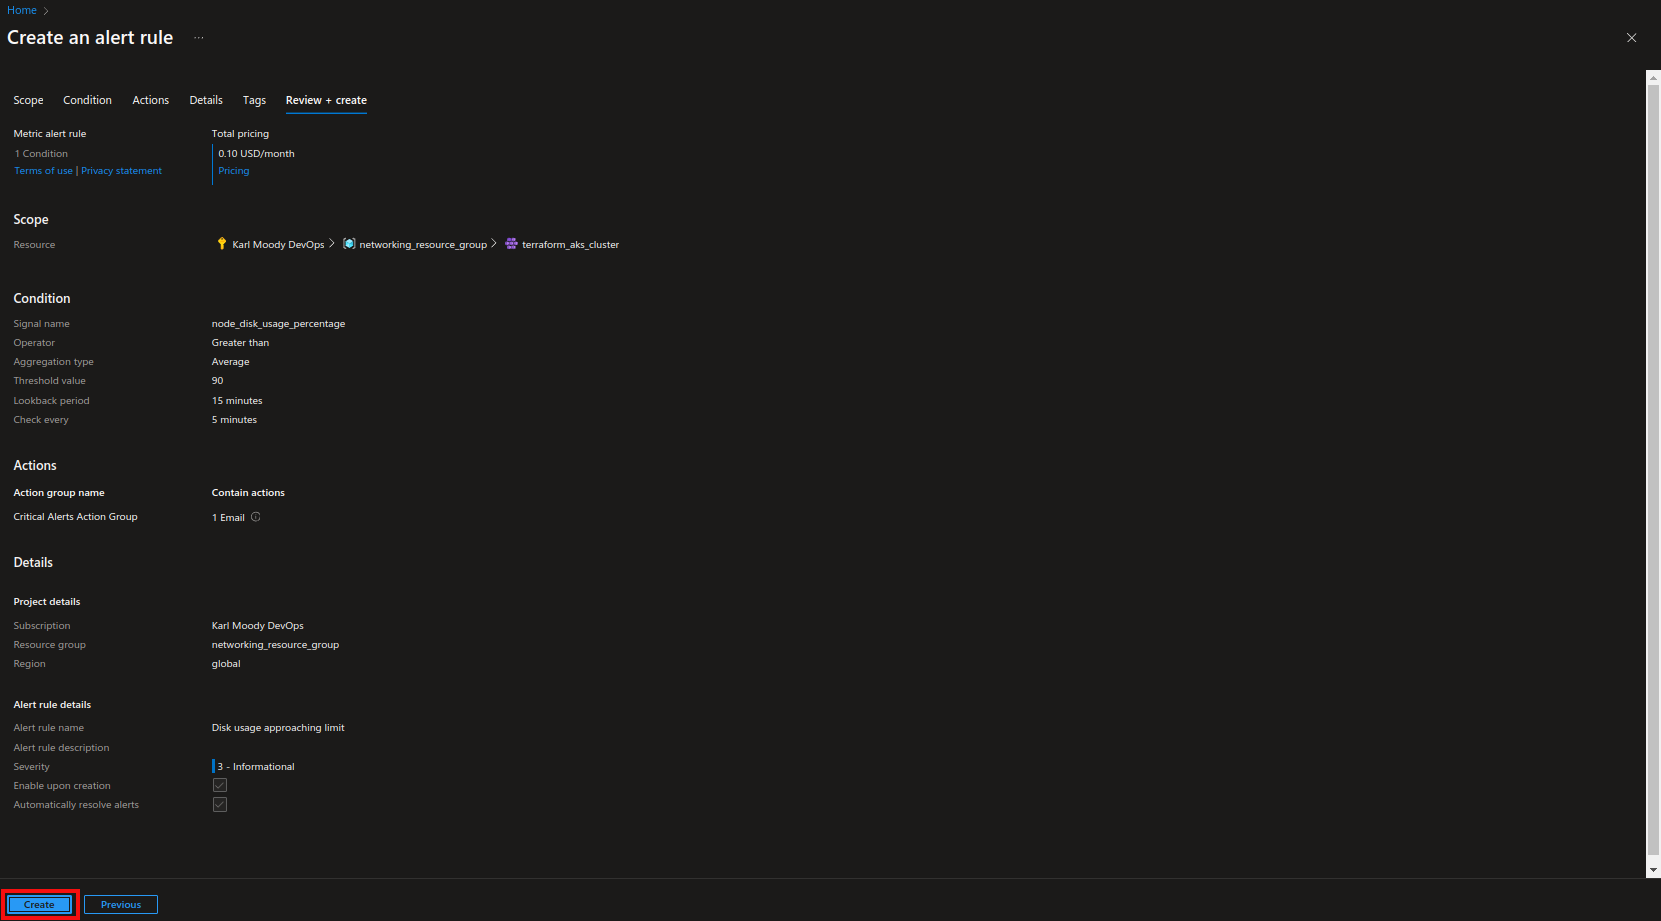 Home
Create an alert rule ...
Scope Condition Actions Details Tags Review + create
Metric alert rule Total pricing
1 Condition 0.10 USD/month
Terms of use | Privacy statement Pricing
Scope
Resource Karl Moody DevOps > networking_resource_group > terraform_aks_cluster
Condition
Signal name node_disk_usage_percentage
Operator Greater than
Aggregation type Average
Threshold value 90
Lookback period 15 minutes
Check every 5 minutes
Actions
Action group name Contain actions
Critical Alerts Action Group 1 Email
Details
Project details
Subscription Karl Moody DevOps
Resource group networking_resource_group
Region global
Alert rule details
Alert rule name Disk usage approaching limit
Alert rule description
Severity 3 - Informational
Enable upon creation
Automatically resolve alerts
Create Previous